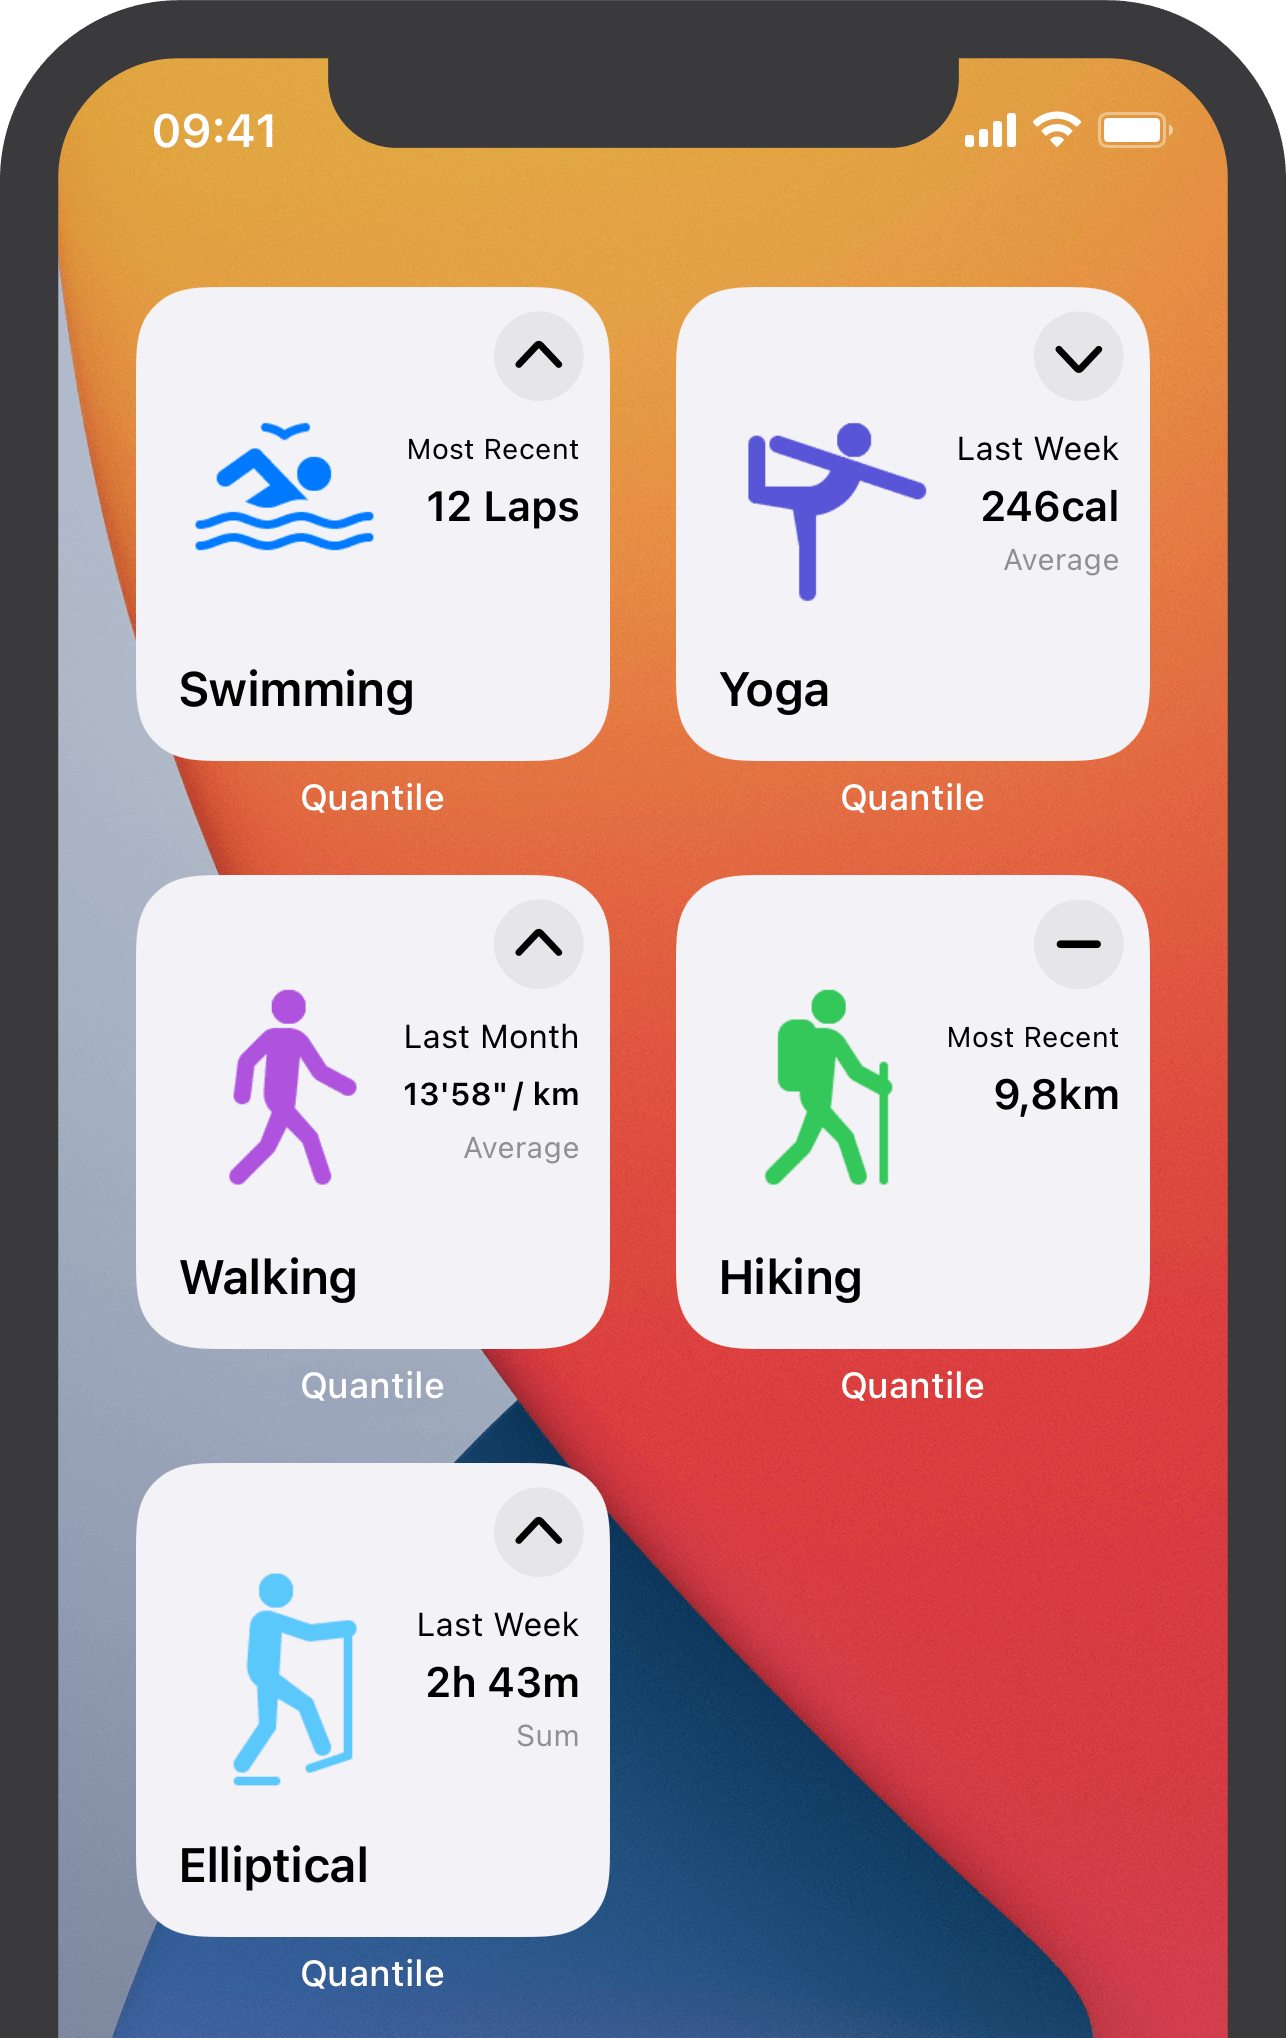 09:41
Most Recent
12 Laps
Swimming
Quantile
Last Week
246cal
Average
Yoga
Quantile
Last Month
13'58"/ km
Average
Walking
Quantile
Most Recent
9,8km
Hiking
Quantile
Last Week
2h 43m
Sum
Elliptical
Quantile